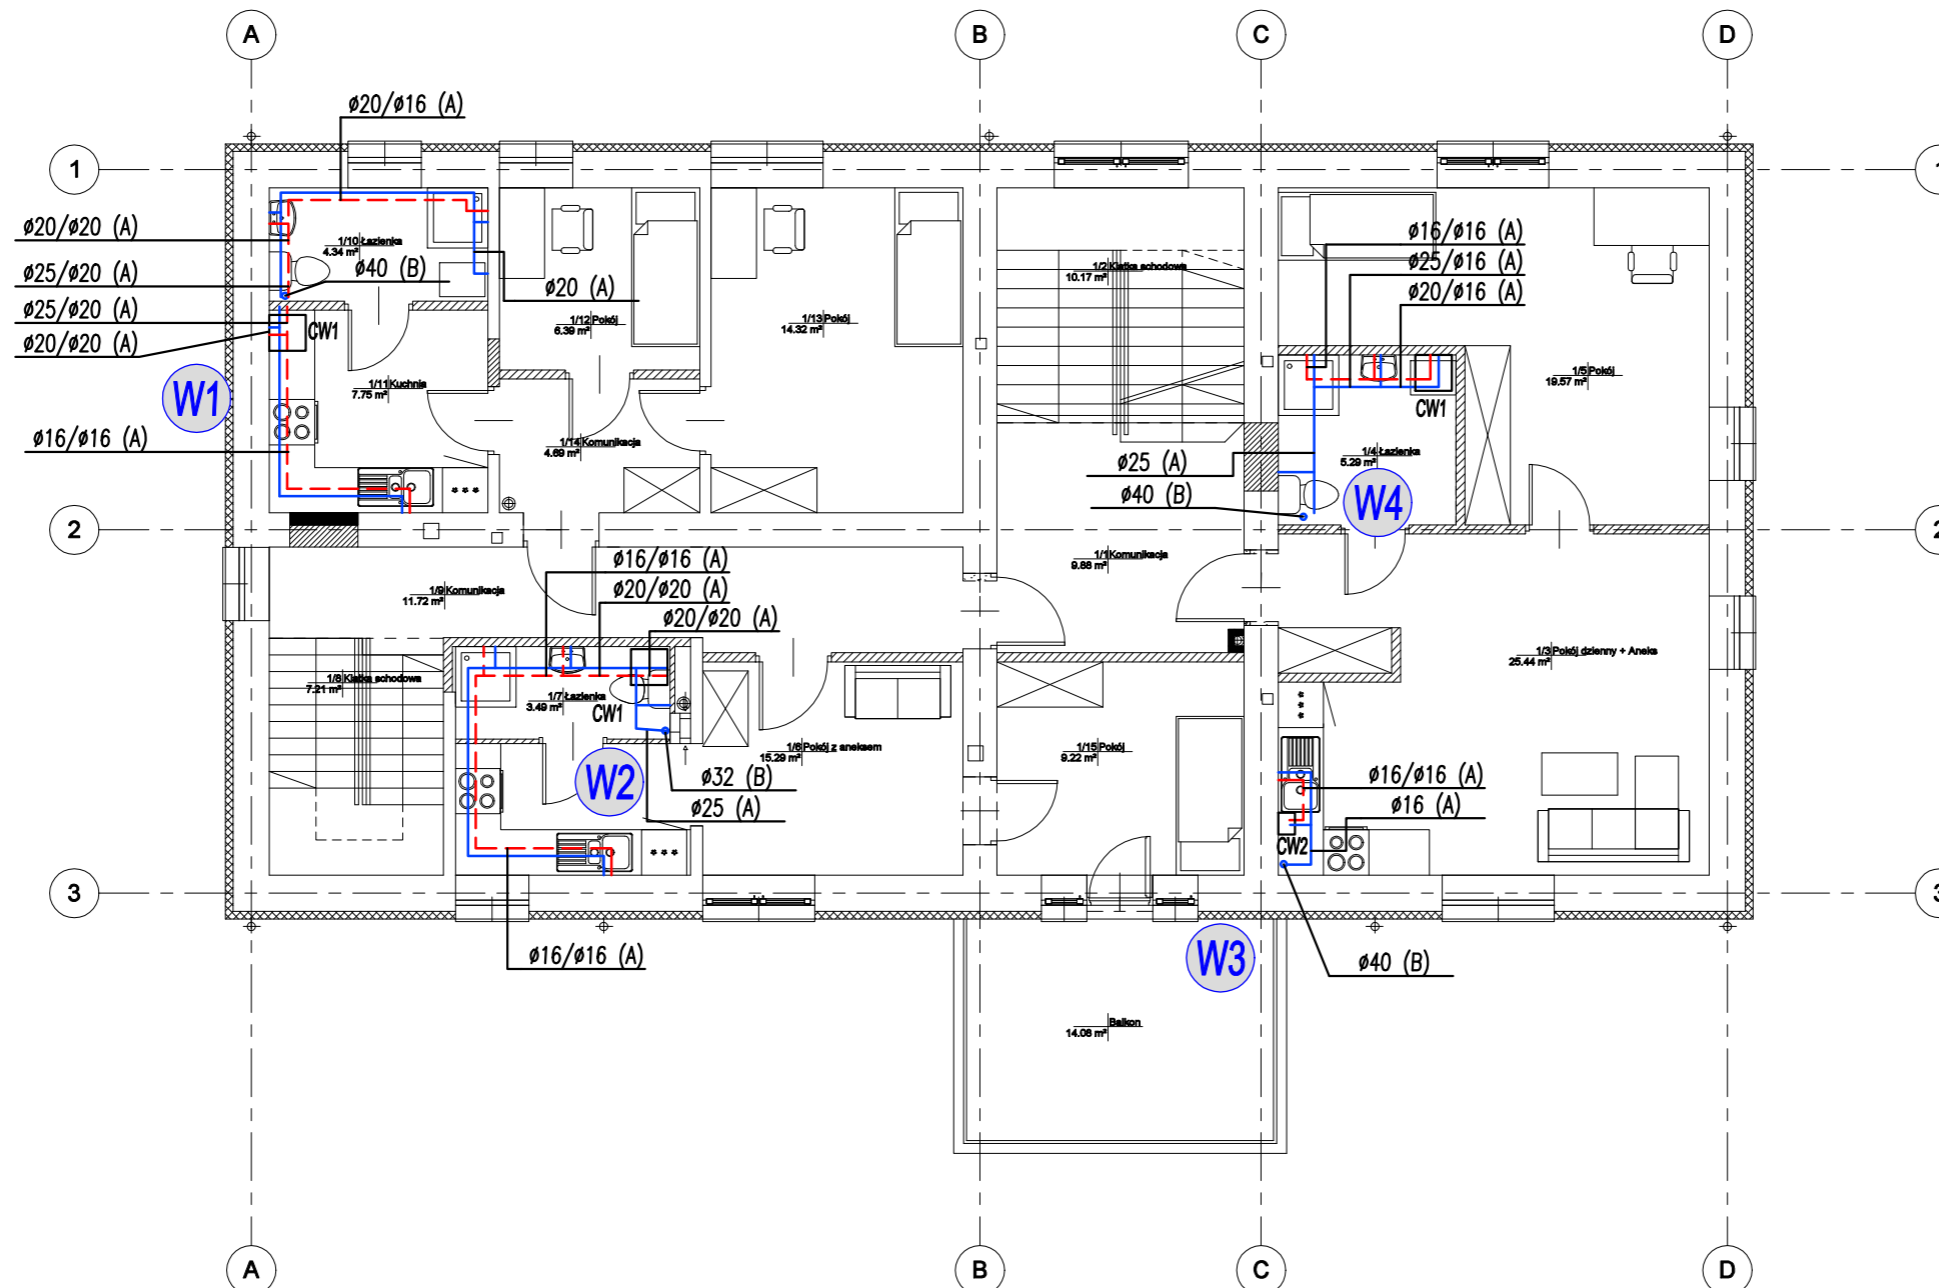 A
B
C
D
ø20/ø16 (A)
1
1
ø20/ø20 (A)
1/10 Łazienka
4.34 m²
ø25/ø20 (A)
ø40 (B)
ø20 (A)
ø25/ø20 (A)
ø20/ø20 (A)
CW1
1/12 Pokój
6.39 m²
1/13 Pokój
14.32 m²
1/2 Klatka schodowa
10.17 m²
ø16/ø16 (A)
ø25/ø16 (A)
ø20/ø16 (A)
W1
1/11 Kuchnia
7.75 m²
1/5 Pokój
19.57 m²
CW1
ø16/ø16 (A)
1/14 Komunikacja
4.69 m²
ø25 (A)
1/4 Łazienka
5.29 m²
ø40 (B)
W4
2
2
ø16/ø16 (A)
1/1 Komunikacja
9.88 m²
1/9 Komunikacja
11.72 m²
ø20/ø20 (A)
ø20/ø20 (A)
1/8 Klatka schodowa
7.21 m²
1/7 Łazienka
3.49 m²
CW1
1/3 Pokój dzienny + Aneks
25.44 m²
1/6 Pokój z aneksem
15.29 m²
1/15 Pokój
9.22 m²
W2
ø32 (B)
ø25 (A)
ø16/ø16 (A)
ø16 (A)
CW2
3
3
ø16/ø16 (A)
W3
ø40 (B)
1/ Balkon
14.08 m²
A
B
C
D